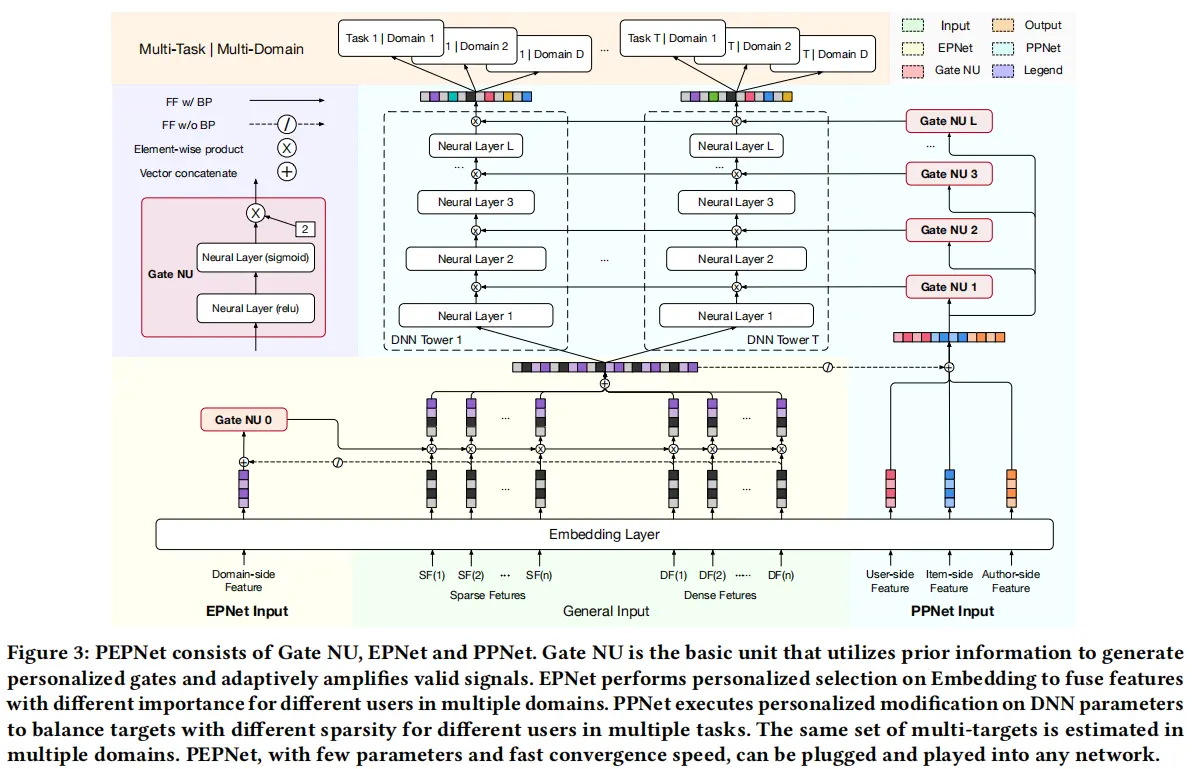 Multi-Task | Multi-Domain
Task 1 | Domain 1
1 | Domain 2
1 | Domain D
...
Task T | Domain 1
T | Domain 2
T | Domain D
Input
Output
EPNet
PPNet
Gate NU
Legend
FF w/ BP
FF w/o BP
/
Element-wise product
X
Vector concatenate
+
X
2
Neural Layer (sigmoid)
Gate NU
Neural Layer (relu)
Neural Layer L
...
Neural Layer 3
Neural Layer 2
Neural Layer 1
DNN Tower 1
...
Neural Layer L
...
Neural Layer 3
Neural Layer 2
Neural Layer 1
DNN Tower T
Gate NU L
...
Gate NU 3
Gate NU 2
Gate NU 1
Gate NU 0
...
...
...
...
Embedding Layer
Domain-side
Feature
EPNet Input
SF(1) SF(2) ... SF(n)
Sparse Fetures
DF(1) DF(2) ..... DF(n)
Dense Fetures
General Input
User-side
Feature
Item-side
Feature
Author-side
Feature
PPNet Input
Figure 3: PEPNet consists of Gate NU, EPNet and PPNet. Gate NU is the basic unit that utilizes prior information to generate
personalized gates and adaptively amplifies valid signals. EPNet performs personalized selection on Embedding to fuse features
with different importance for different users in multiple domains. PPNet executes personalized modification on DNN parameters
to balance targets with different sparsity for different users in multiple tasks. The same set of multi-targets is estimated in
multiple domains. PEPNet, with few parameters and fast convergence speed, can be plugged and played into any network.